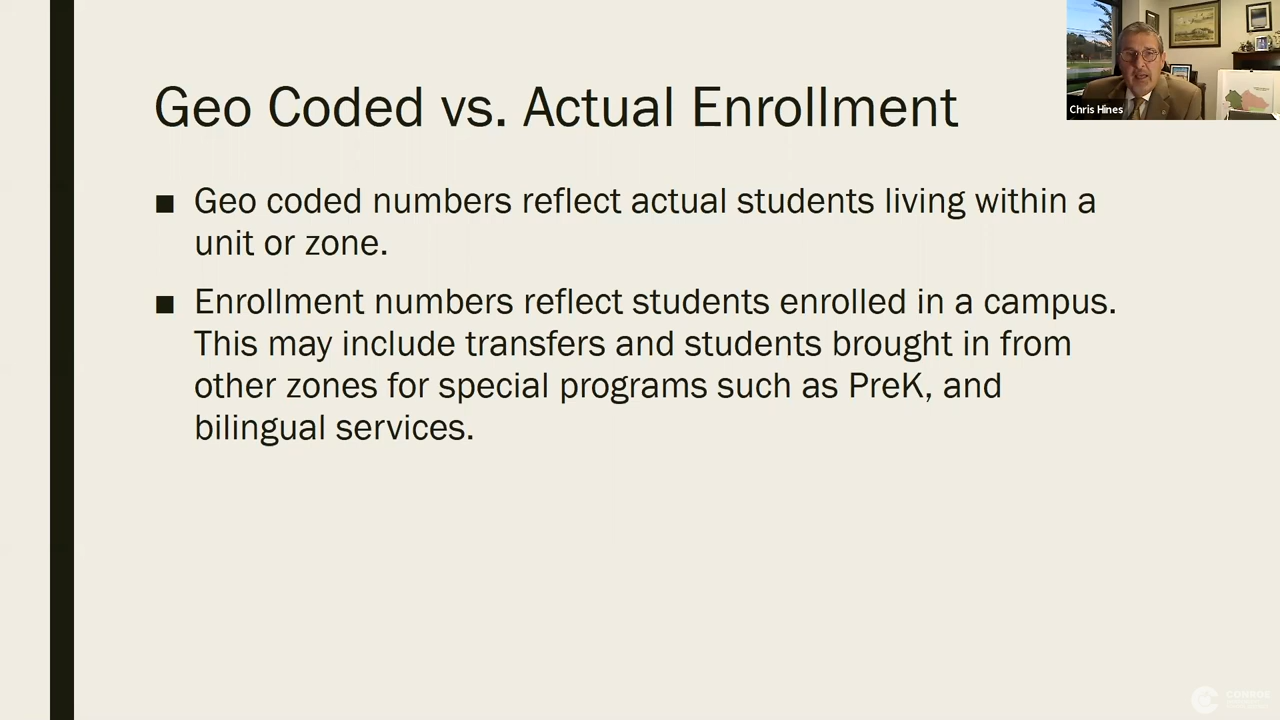 Geo Coded vs. Actual Enrollment
■ Geo coded numbers reflect actual students living within a
unit or zone.
■ Enrollment numbers reflect students enrolled in a campus.
This may include transfers and students brought in from
other zones for special programs such as PreK, and
bilingual services.
Chris Hines
CONROE